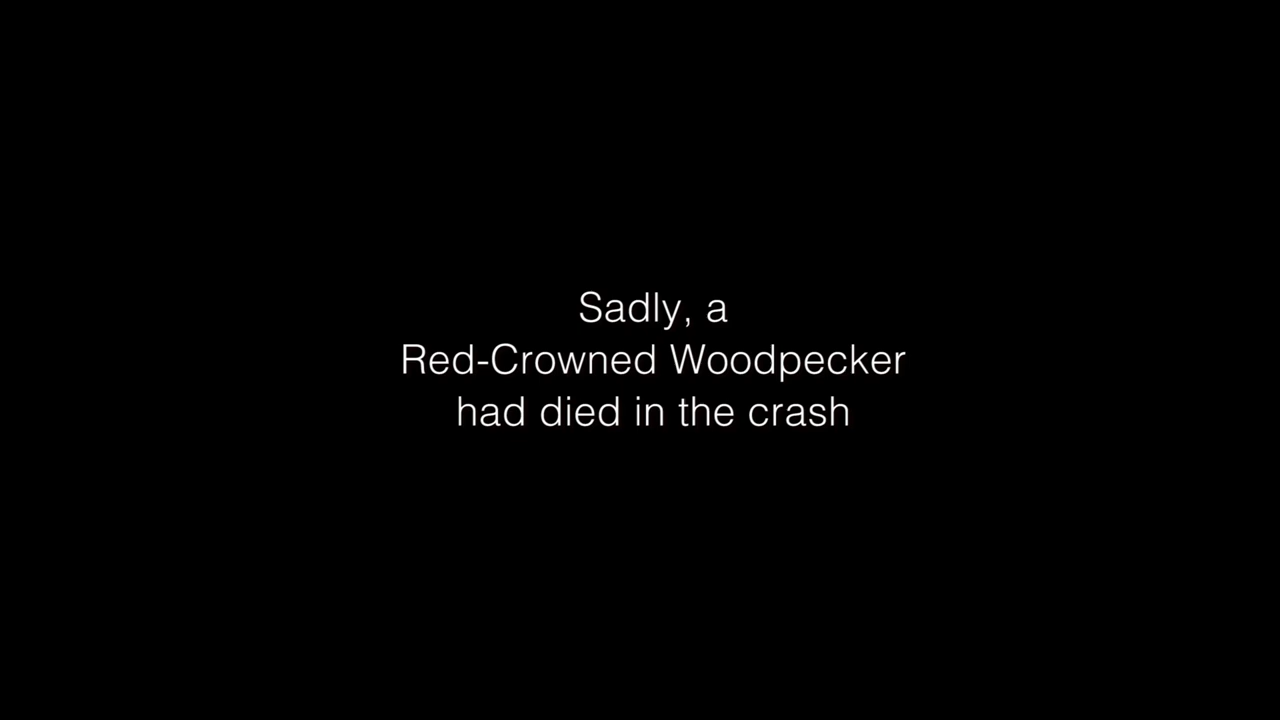 Sadly, a
Red-Crowned Woodpecker
had died in the crash